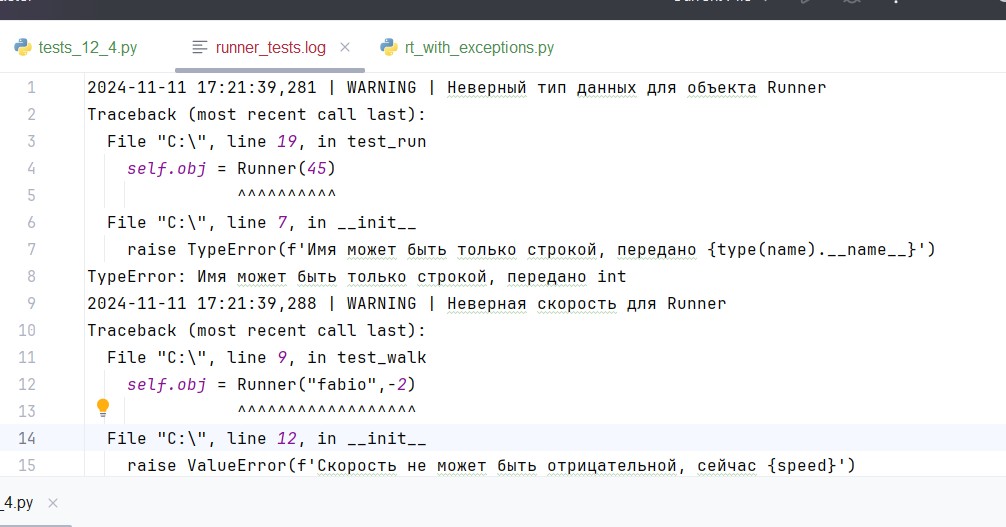 tests_12_4.py runner_tests.log rt_with_exceptions.py
1 2024-11-11 17:21:39,281 | WARNING | Неверный тип данных для объекта Runner
2 Traceback (most recent call last):
3 File "C:\", line 19, in test_run
4 self.obj = Runner(45)
5 ^^^^^^^^^^
6 File "C:\", line 7, in __init__
7 raise TypeError(f'Имя может быть только строкой, передано {type(name).__name__}')
8 TypeError: Имя может быть только строкой, передано int
9 2024-11-11 17:21:39,288 | WARNING | Неверная скорость для Runner
10 Traceback (most recent call last):
11 File "C:\", line 9, in test_walk
12 self.obj = Runner("fabio",-2)
13 ^^^^^^^^^^^^^^^^^^
14 File "C:\", line 12, in __init__
15 raise ValueError(f'Скорость не может быть отрицательной, сейчас {speed}')
_4.py